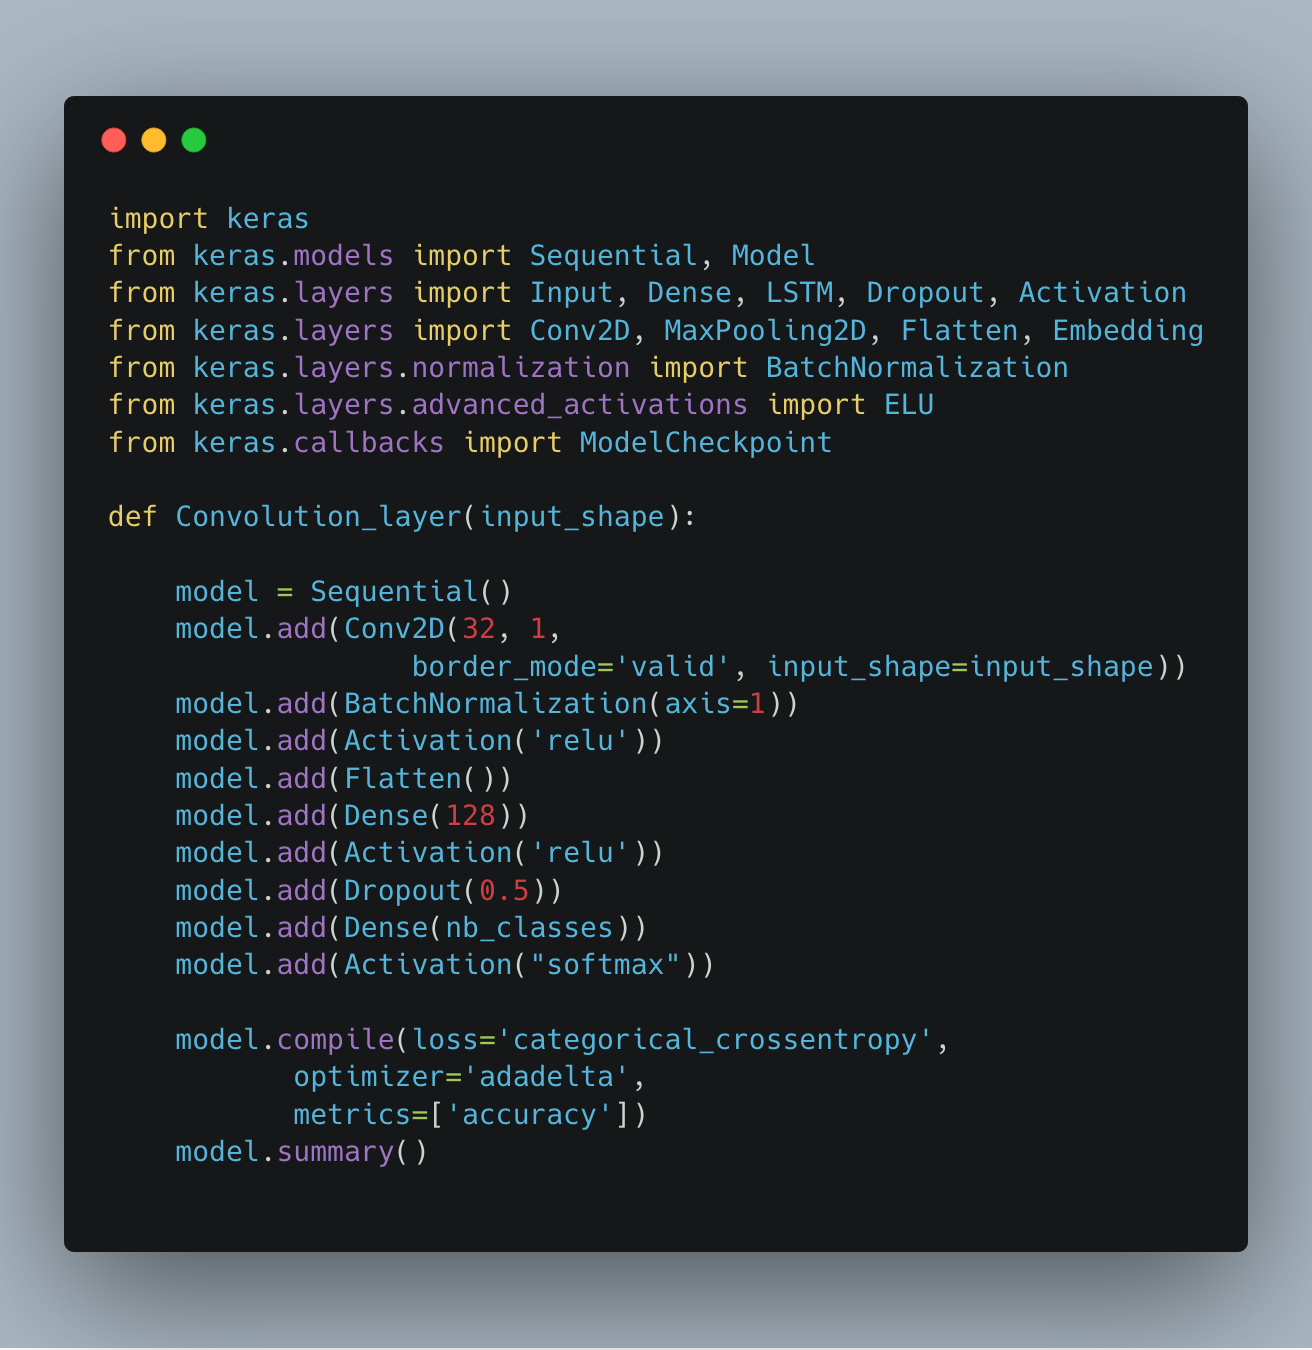 import keras
from keras.models import Sequential, Model
from keras.layers import Input, Dense, LSTM, Dropout, Activation
from keras.layers import Conv2D, MaxPooling2D, Flatten, Embedding
from keras.layers.normalization import BatchNormalization
from keras.layers.advanced_activations import ELU
from keras.callbacks import ModelCheckpoint

def Convolution_layer(input_shape):

    model = Sequential()
    model.add(Conv2D(32, 1,
                  border_mode='valid', input_shape=input_shape))
    model.add(BatchNormalization(axis=1))
    model.add(Activation('relu'))
    model.add(Flatten())
    model.add(Dense(128))
    model.add(Activation('relu'))
    model.add(Dropout(0.5))
    model.add(Dense(nb_classes))
    model.add(Activation("softmax"))

    model.compile(loss='categorical_crossentropy',
           optimizer='adadelta',
           metrics=['accuracy'])
    model.summary()